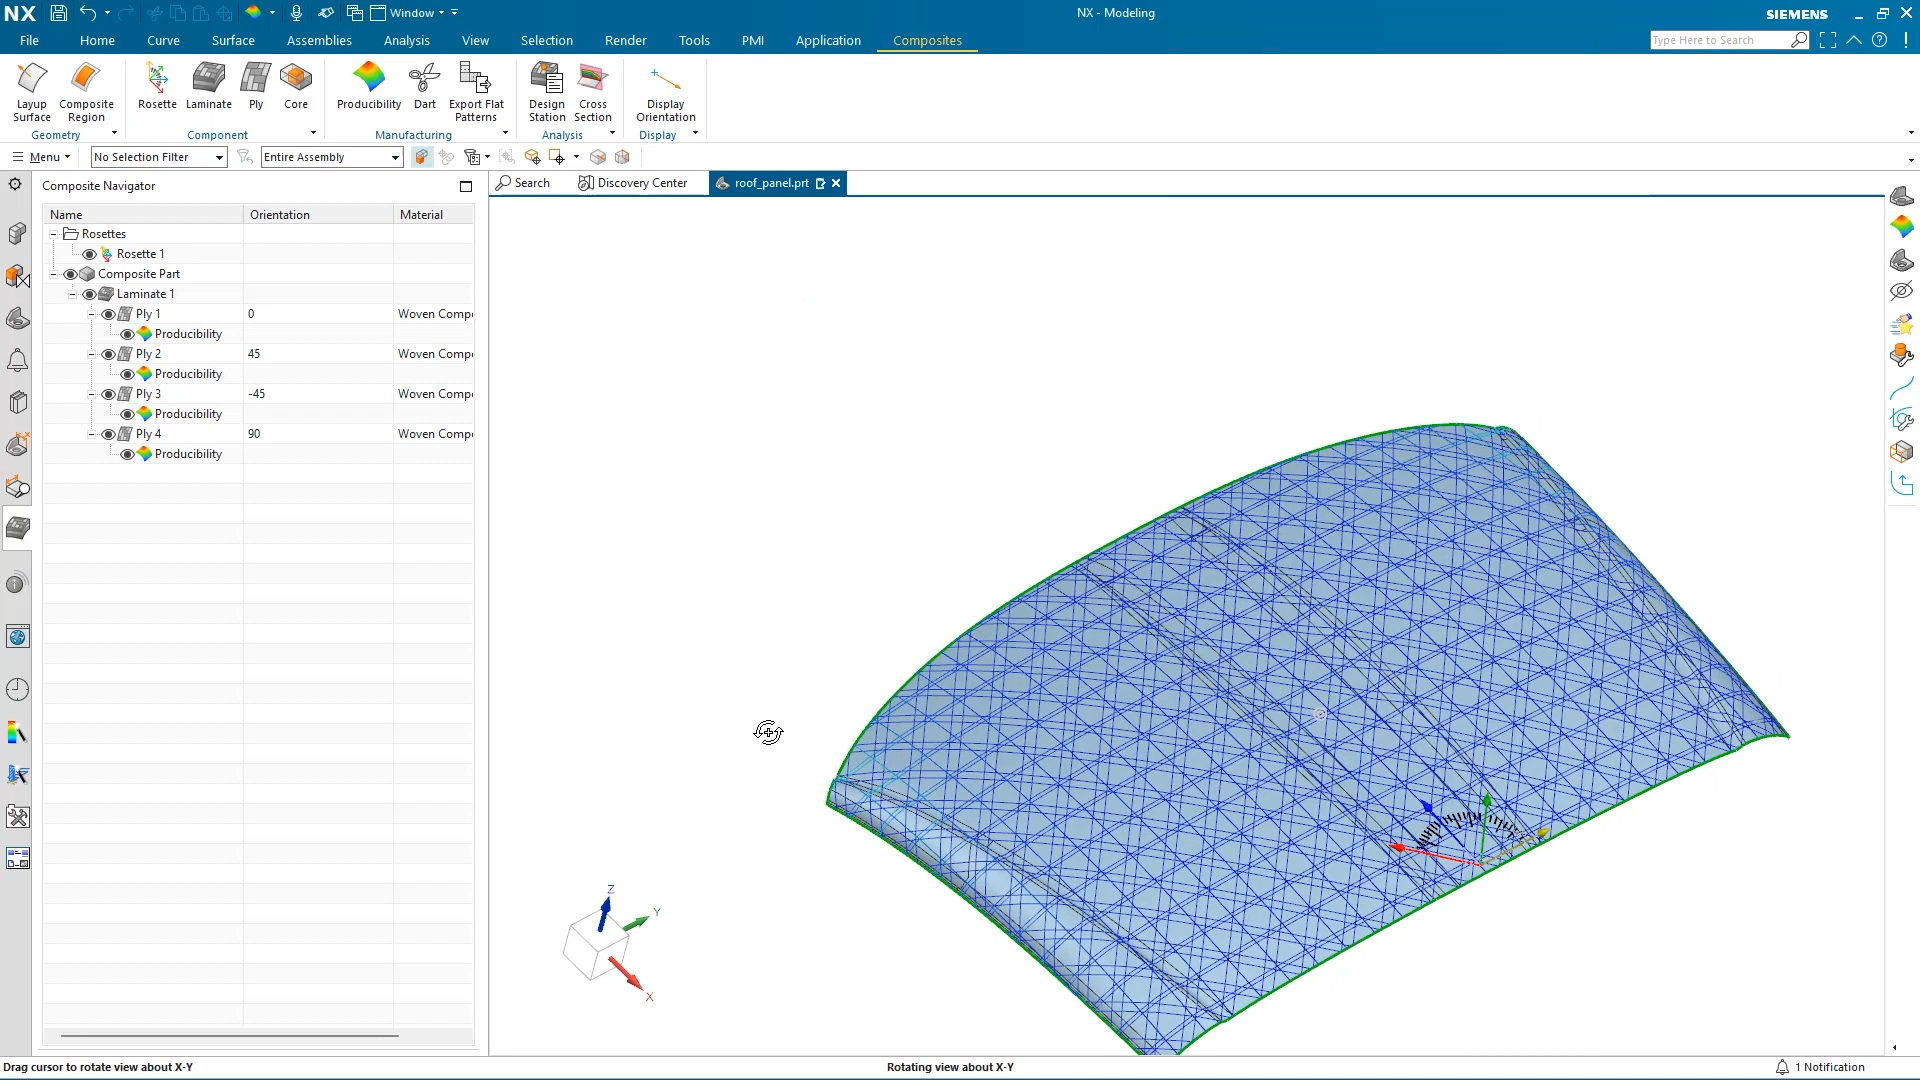 NX
Window
NX - Modeling
SIEMENS
File
Home
Curve
Surface
Assemblies
Analysis
View
Selection
Render
Tools
PMI
Application
Composites
Type Here to Search
Layup Surface
Composite Region
Rosette
Laminate
Ply
Core
Producibility
Dart
Export Flat Patterns
Design Station
Cross Section
Display Orientation
Geometry
Component
Manufacturing
Analysis
Display
Menu
No Selection Filter
Entire Assembly
Composite Navigator
Search
Discovery Center
roof_panel.prt
Name Orientation Material
Rosettes
Rosette 1
Composite Part
Laminate 1
Ply 1 0 Woven Comp
Producibility
Ply 2 45 Woven Comp
Producibility
Ply 3 -45 Woven Comp
Producibility
Ply 4 90 Woven Comp
Producibility
Z
Y
X
Drag cursor to rotate view about X-Y
Rotating view about X-Y
1 Notification